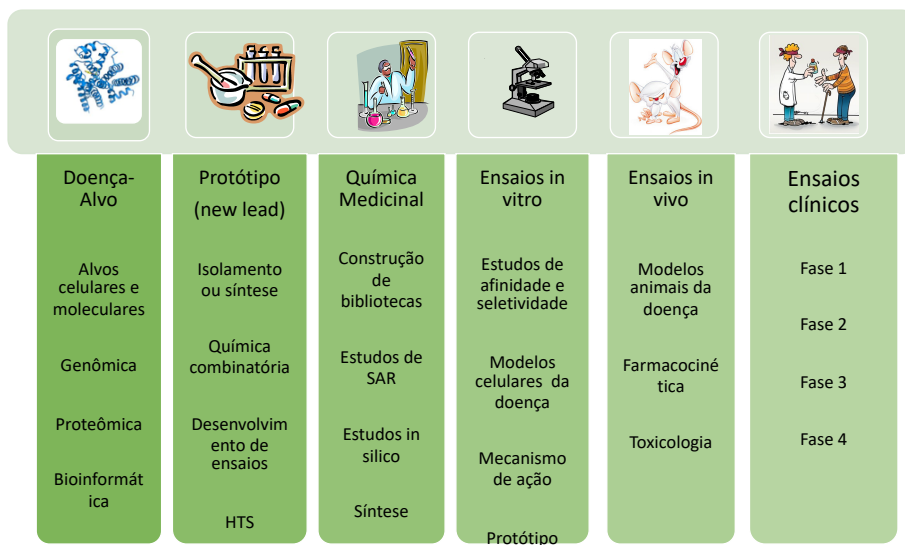 Doença-
Alvo
Alvos
celulares e
moleculares
Genômica
Proteômica
Bioinformát
ica
Protótipo
(new lead)
Isolamento
ou síntese
Química
combinatória
Desenvolvim
ento de
ensaios
HTS
Química
Medicinal
Construção
de
bibliotecas
Estudos de
SAR
Estudos in
silico
Síntese
Ensaios in
vitro
Estudos de
afinidade e
seletividade
Modelos
celulares da
doença
Mecanismo
de ação
Protótipo
Ensaios in
vivo
Modelos
animais da
doença
Farmacociné
tica
Toxicologia
Ensaios
clínicos
Fase 1
Fase 2
Fase 3
Fase 4